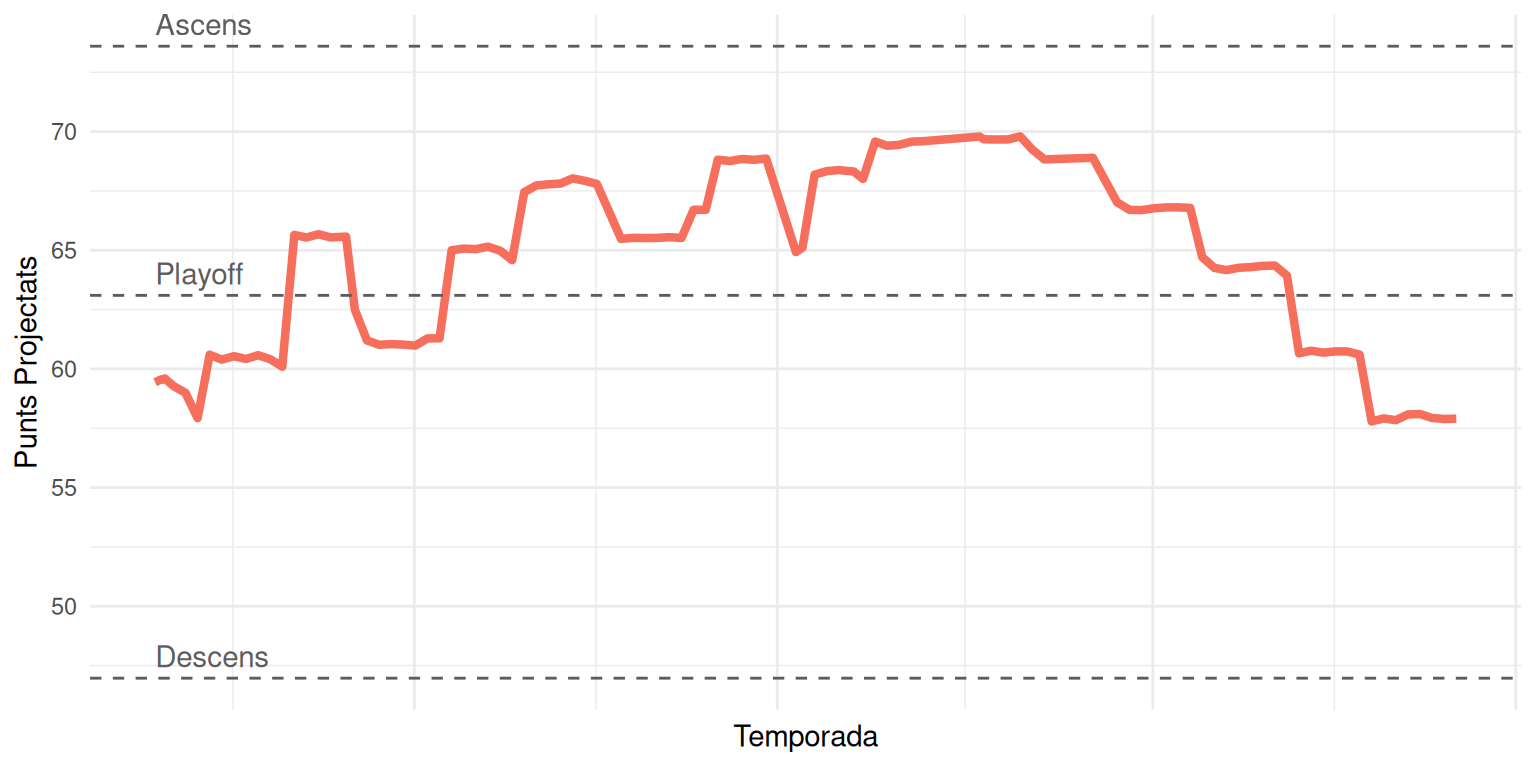 Ascens
70
65
Playoff
60
55
50
Descens
Punts Projectats
Temporada